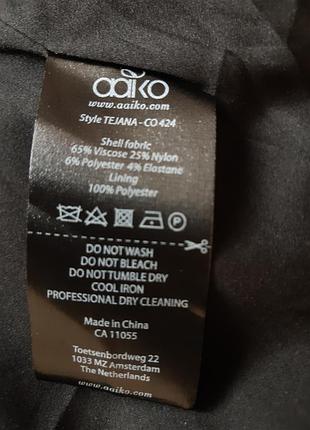 aaiko
www.aaiko.com
Style TEJANA - CO 424
Shell fabric
65% Viscose 25% Nylon
6% Polyester 4% Elastane
Lining
100% Polyester
P
DO NOT WASH
DO NOT BLEACH
DO NOT TUMBLE DRY
COOL IRON
PROFESSIONAL DRY CLEANING
Made in China
CA 11055
Toetsenbordweg 22
1033 MZ Amsterdam
The Netherlands
www.aaiko.com